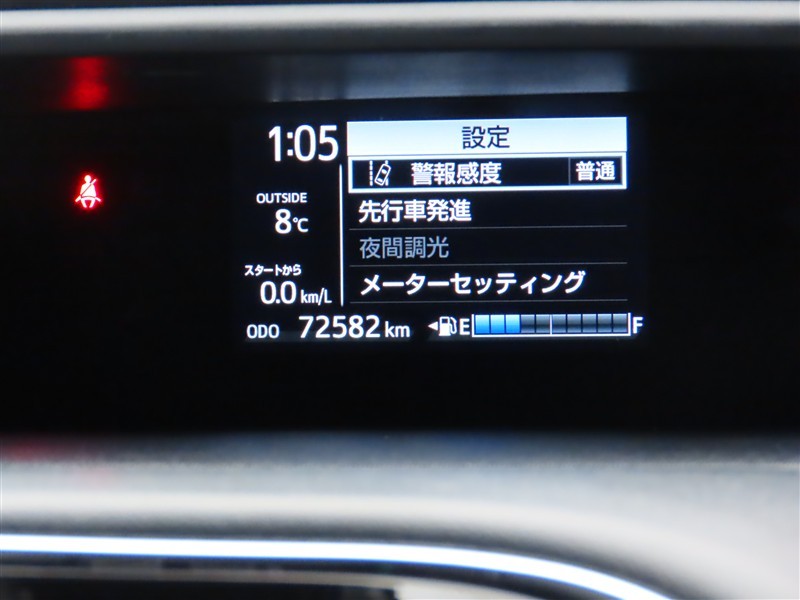 1:05
設定
警報感度 普通
OUTSIDE
8℃
先行車発進
夜間調光
スタートから
0.0 km/L
メーターセッティング
ODO 72582 km
E F